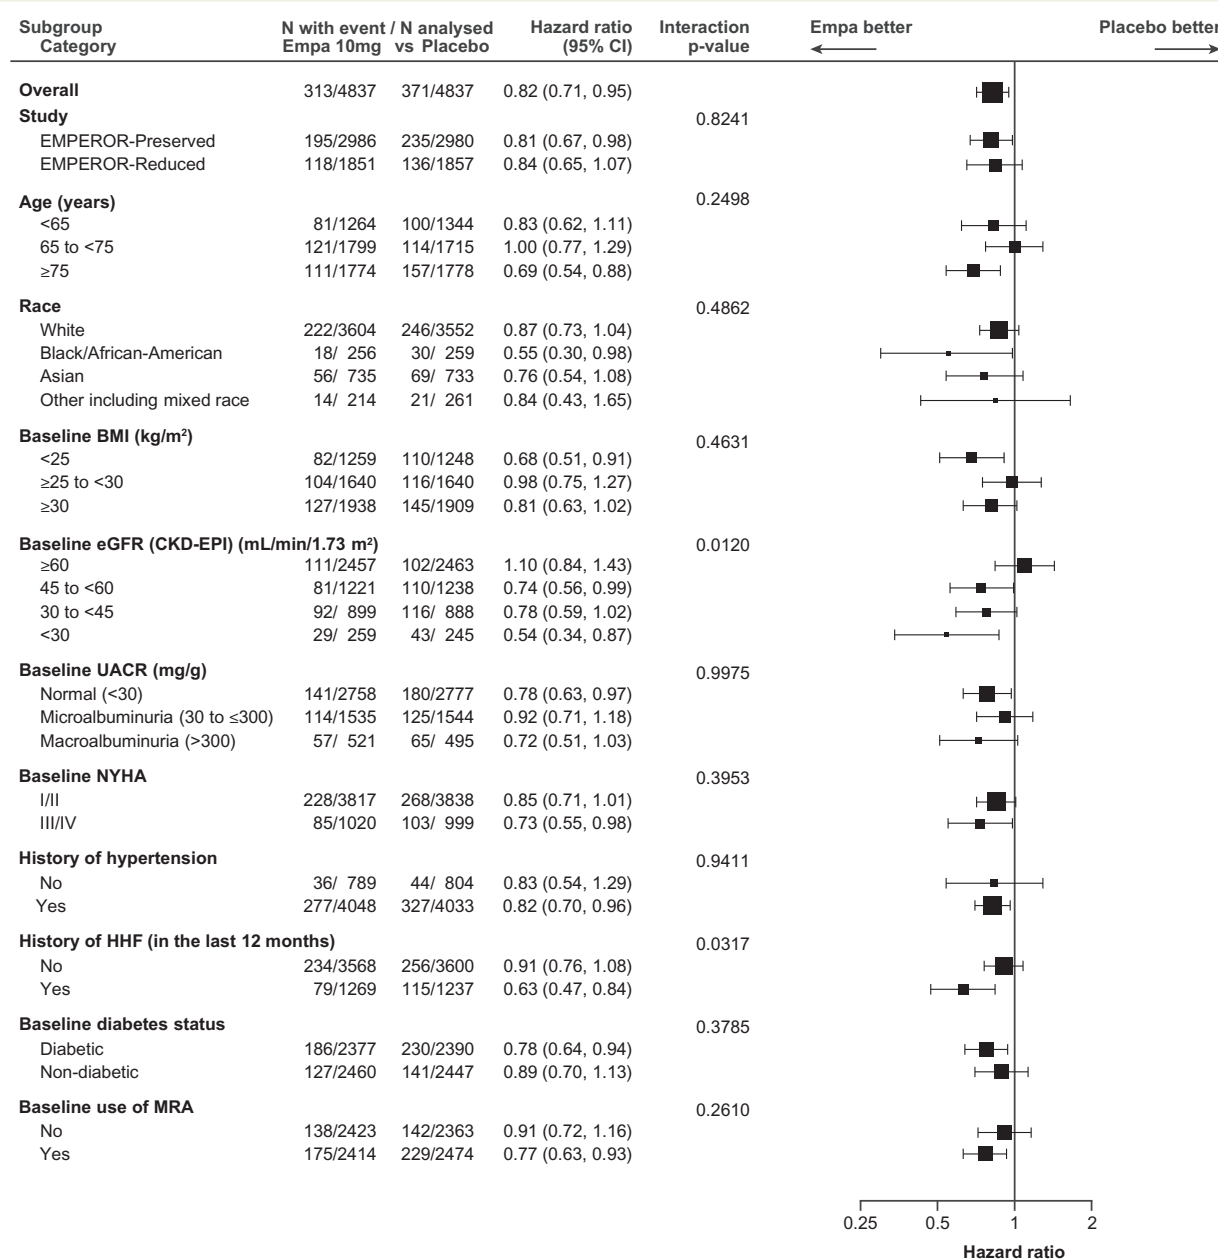 Subgroup N with event / N analysed Hazard ratio Interaction Empa better Placebo better
Category Empa 10mg vs Placebo (95% CI) p-value
Overall 313/4837 371/4837 0.82 (0.71, 0.95)
Study 0.8241
EMPEROR-Preserved 195/2986 235/2980 0.81 (0.67, 0.98)
EMPEROR-Reduced 118/1851 136/1857 0.84 (0.65, 1.07)
Age (years) 0.2498
<65 81/1264 100/1344 0.83 (0.62, 1.11)
65 to <75 121/1799 114/1715 1.00 (0.77, 1.29)
≥75 111/1774 157/1778 0.69 (0.54, 0.88)
Race 0.4862
White 222/3604 246/3552 0.87 (0.73, 1.04)
Black/African-American 18/ 256 30/ 259 0.55 (0.30, 0.98)
Asian 56/ 735 69/ 733 0.76 (0.54, 1.08)
Other including mixed race 14/ 214 21/ 261 0.84 (0.43, 1.65)
Baseline BMI (kg/m²) 0.4631
<25 82/1259 110/1248 0.68 (0.51, 0.91)
≥25 to <30 104/1640 116/1640 0.98 (0.75, 1.27)
≥30 127/1938 145/1909 0.81 (0.63, 1.02)
Baseline eGFR (CKD-EPI) (mL/min/1.73 m²) 0.0120
≥60 111/2457 102/2463 1.10 (0.84, 1.43)
45 to <60 81/1221 110/1238 0.74 (0.56, 0.99)
30 to <45 92/ 899 116/ 888 0.78 (0.59, 1.02)
<30 29/ 259 43/ 245 0.54 (0.34, 0.87)
Baseline UACR (mg/g) 0.9975
Normal (<30) 141/2758 180/2777 0.78 (0.63, 0.97)
Microalbuminuria (30 to ≤300) 114/1535 125/1544 0.92 (0.71, 1.18)
Macroalbuminuria (>300) 57/ 521 65/ 495 0.72 (0.51, 1.03)
Baseline NYHA 0.3953
I/II 228/3817 268/3838 0.85 (0.71, 1.01)
III/IV 85/1020 103/ 999 0.73 (0.55, 0.98)
History of hypertension 0.9411
No 36/ 789 44/ 804 0.83 (0.54, 1.29)
Yes 277/4048 327/4033 0.82 (0.70, 0.96)
History of HHF (in the last 12 months) 0.0317
No 234/3568 256/3600 0.91 (0.76, 1.08)
Yes 79/1269 115/1237 0.63 (0.47, 0.84)
Baseline diabetes status 0.3785
Diabetic 186/2377 230/2390 0.78 (0.64, 0.94)
Non-diabetic 127/2460 141/2447 0.89 (0.70, 1.13)
Baseline use of MRA 0.2610
No 138/2423 142/2363 0.91 (0.72, 1.16)
Yes 175/2414 229/2474 0.77 (0.63, 0.93)
0.25 0.5 1 2
Hazard ratio